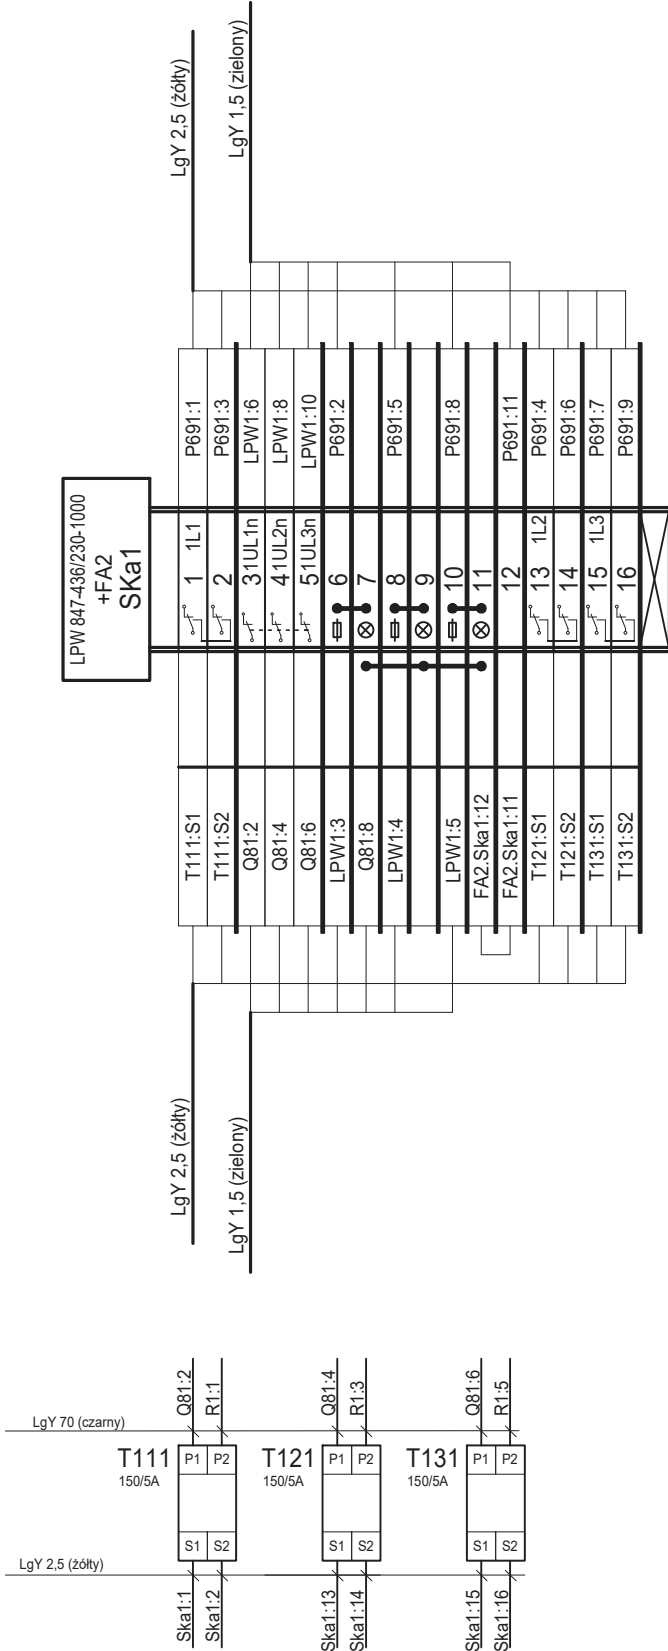 LgY 2,5 (żółty)
LgY 1,5 (zielony)
LPW 847-436/230-1000
+FA2
SKa1
T111:S1 1 1L1 P691:1
T111:S2 2 P691:3
Q81:2 3 1UL1n LPW1:6
Q81:4 4 1UL2n LPW1:8
Q81:6 5 1UL3n LPW1:10
LPW1:3 6 P691:2
Q81:8 7
LPW1:4 8 P691:5
9
LPW1:5 10 P691:8
FA2.Ska1:12 11
FA2.Ska1:11 12 P691:11
T121:S1 13 1L2 P691:4
T121:S2 14 P691:6
T131:S1 15 1L3 P691:7
T131:S2 16 P691:9
LgY 2,5 (żółty)
LgY 1,5 (zielony)
LgY 70 (czarny)
Q81:2
R1:1
Q81:4
R1:3
Q81:6
R1:5
T111
150/5A
P1 P2
S1 S2
T121
150/5A
P1 P2
S1 S2
T131
150/5A
P1 P2
S1 S2
LgY 2,5 (żółty)
Ska1:1
Ska1:2
Ska1:13
Ska1:14
Ska1:15
Ska1:16